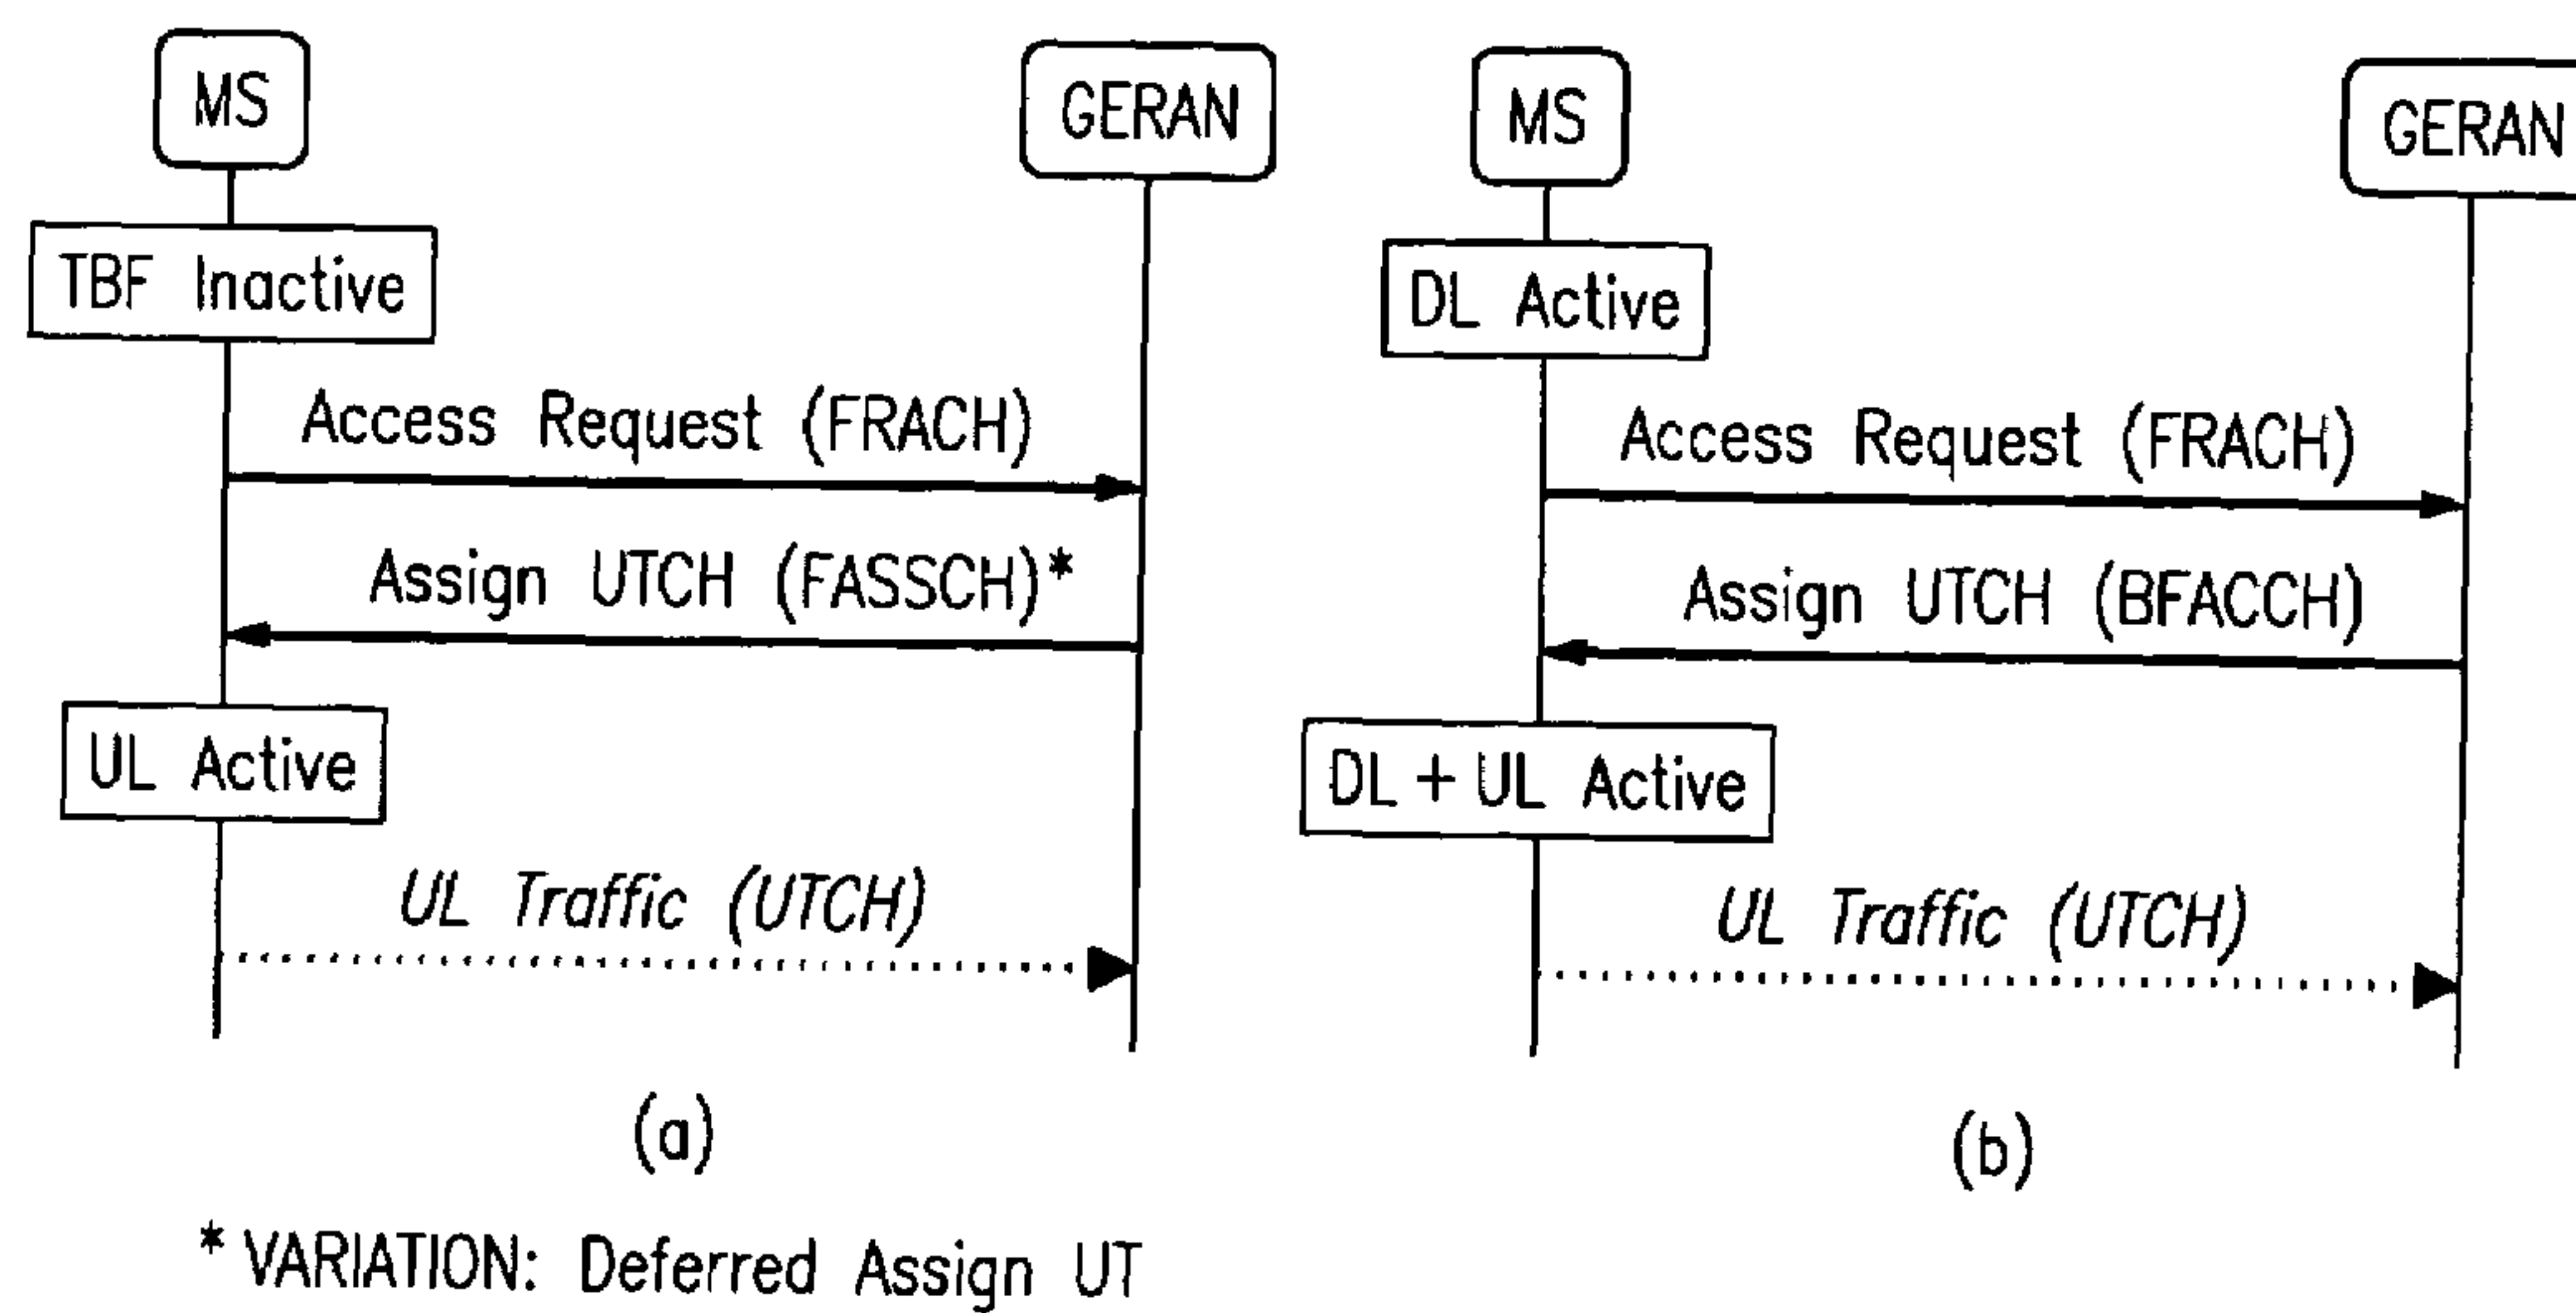 MS
GERAN
TBF Inactive
Access Request (FRACH)
Assign UTCH (FASSCH)*
UL Active
UL Traffic (UTCH)
(a)
* VARIATION: Deferred Assign UT
MS
GERAN
DL Active
Access Request (FRACH)
Assign UTCH (BFACCH)
DL + UL Active
UL Traffic (UTCH)
(b)